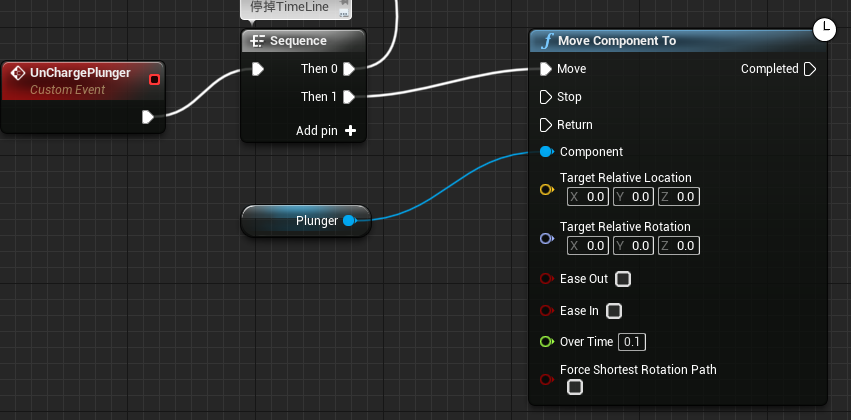 停掉TimeLine
UnChargePlunger
Custom Event
Sequence
Then 0
Then 1
Add pin
Plunger
Move Component To
Move
Completed
Stop
Return
Component
Target Relative Location
X 0.0 Y 0.0 Z 0.0
Target Relative Rotation
X 0.0 Y 0.0 Z 0.0
Ease Out
Ease In
Over Time 0.1
Force Shortest Rotation Path